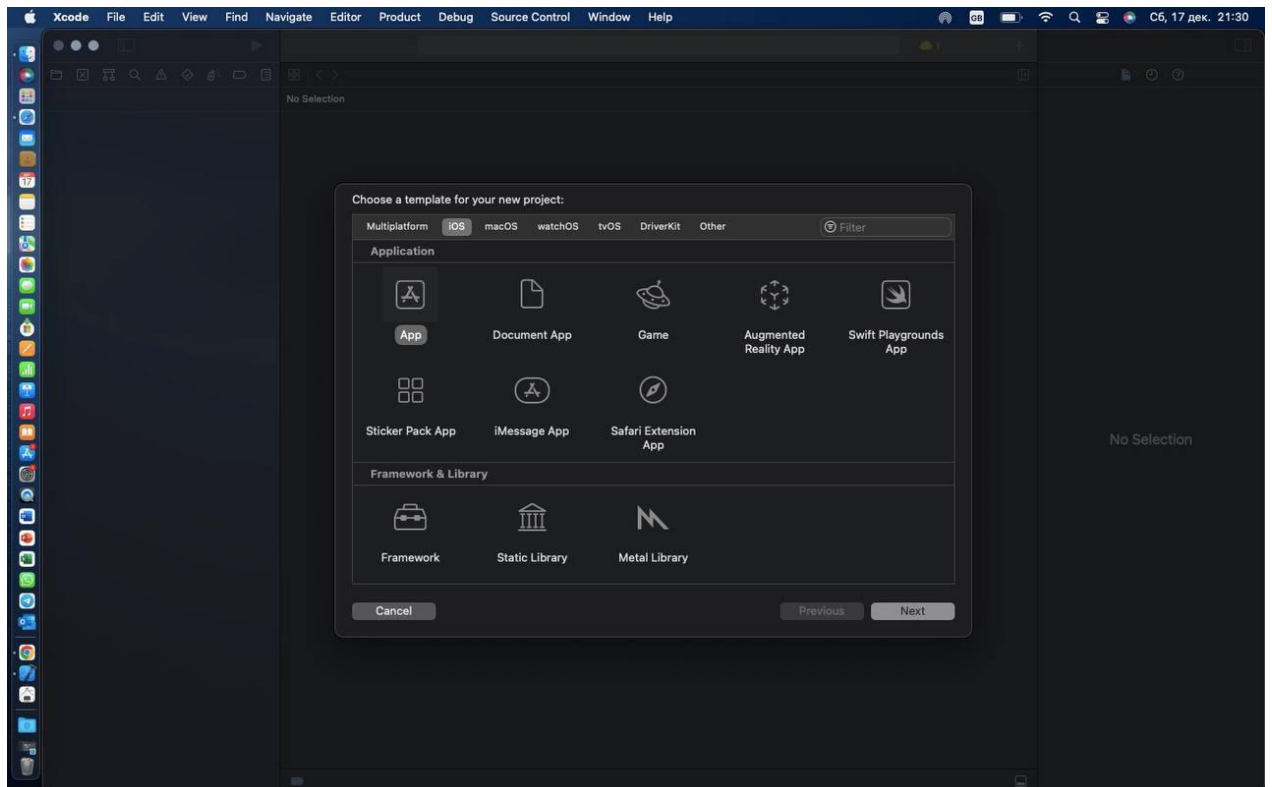 Xcode File Edit View Find Navigate Editor Product Debug Source Control Window Help GB Сб, 17 дек. 21:30
No Selection
17
Choose a template for your new project:
Multiplatform iOS macOS watchOS tvOS DriverKit Other Filter
Application
App Document App Game Augmented Swift Playgrounds
Reality App App
Sticker Pack App iMessage App Safari Extension
App
No Selection
Framework & Library
Framework Static Library Metal Library
Cancel Previous Next